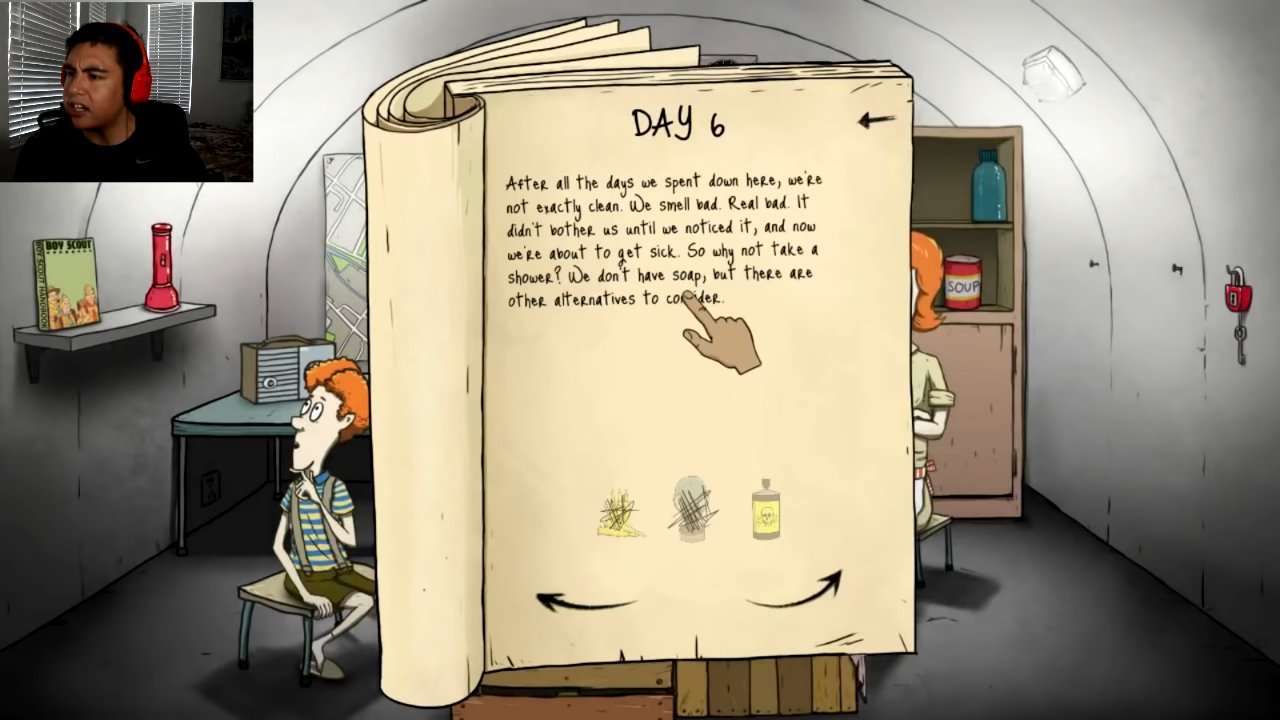 DAY 6
After all the days we spent down here, we're
not exactly clean. We smell bad. Real bad. It
didn't bother us until we noticed it, and now
we're about to get sick. So why not take a
shower? We don't have soap, but there are
other alternatives to consider.
BOY SCOUT
BOY SCOUT HANDBOOK
SOUP